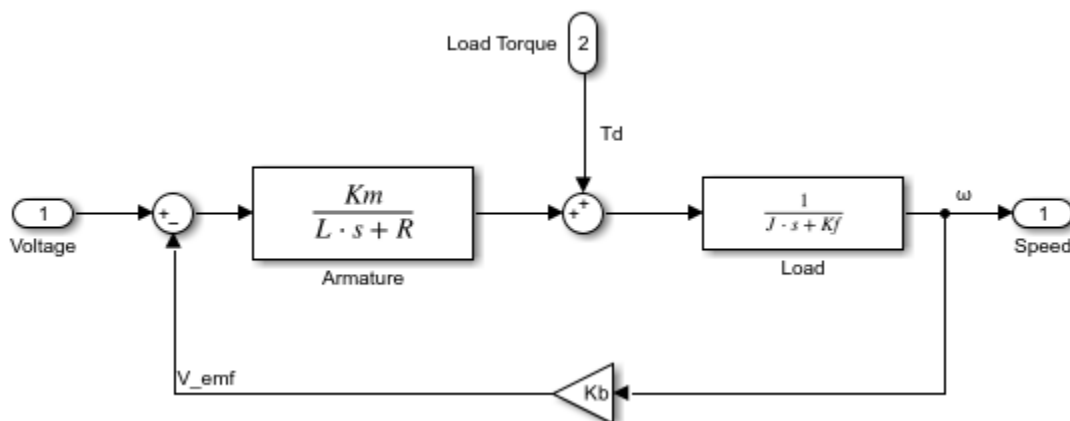 Load Torque
2
Td
1
Voltage
+
−
Km
L · s + R
Armature
+
+
1
J · s + Kf
Load
ω
1
Speed
V_emf
Kb